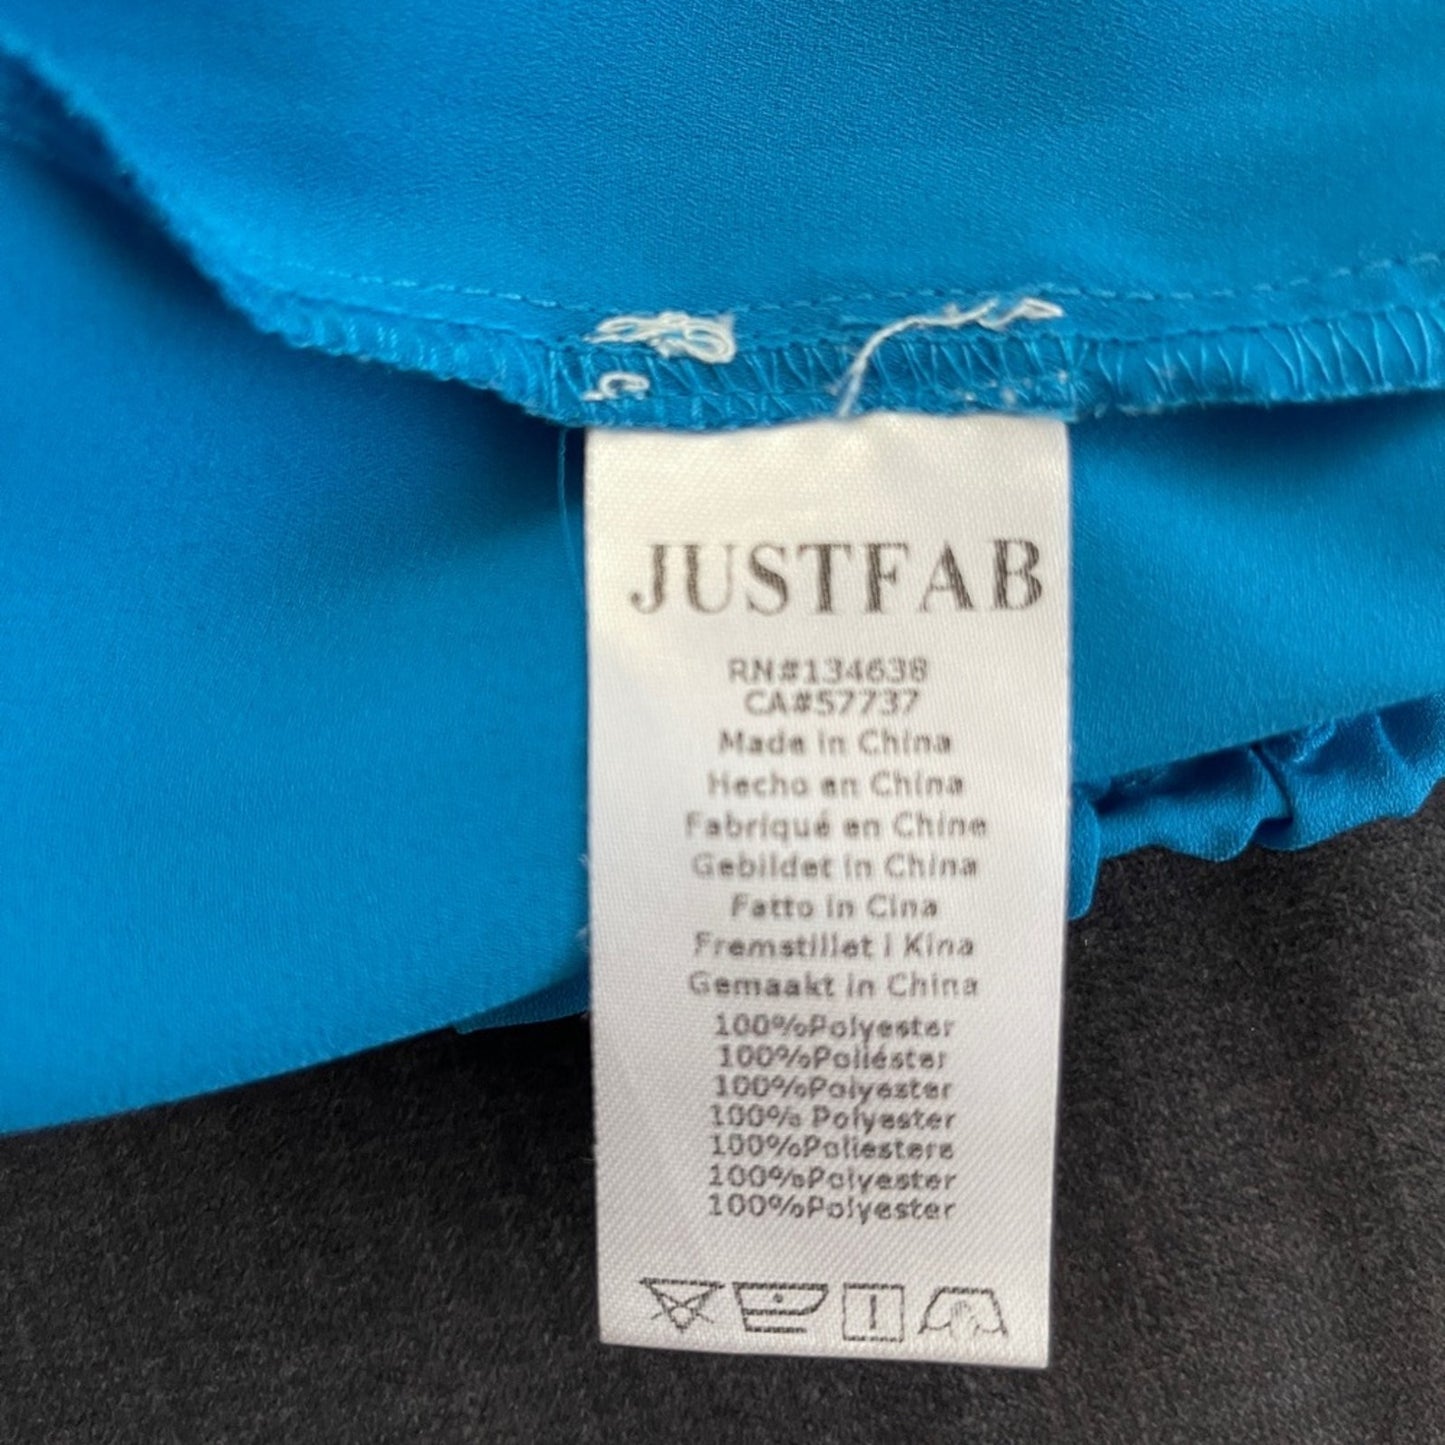 JUSTFAB
RN#134638
CA#57737
Made in China
Hecho en China
Fabriqué en Chine
Gebildet in China
Fatto in Cina
Fremstillet i Kina
Gemaakt in China
100%Polyester
100%Poliéster
100%Polyester
100% Polyester
100%Poliestere
100%Polyester
100%Polyester